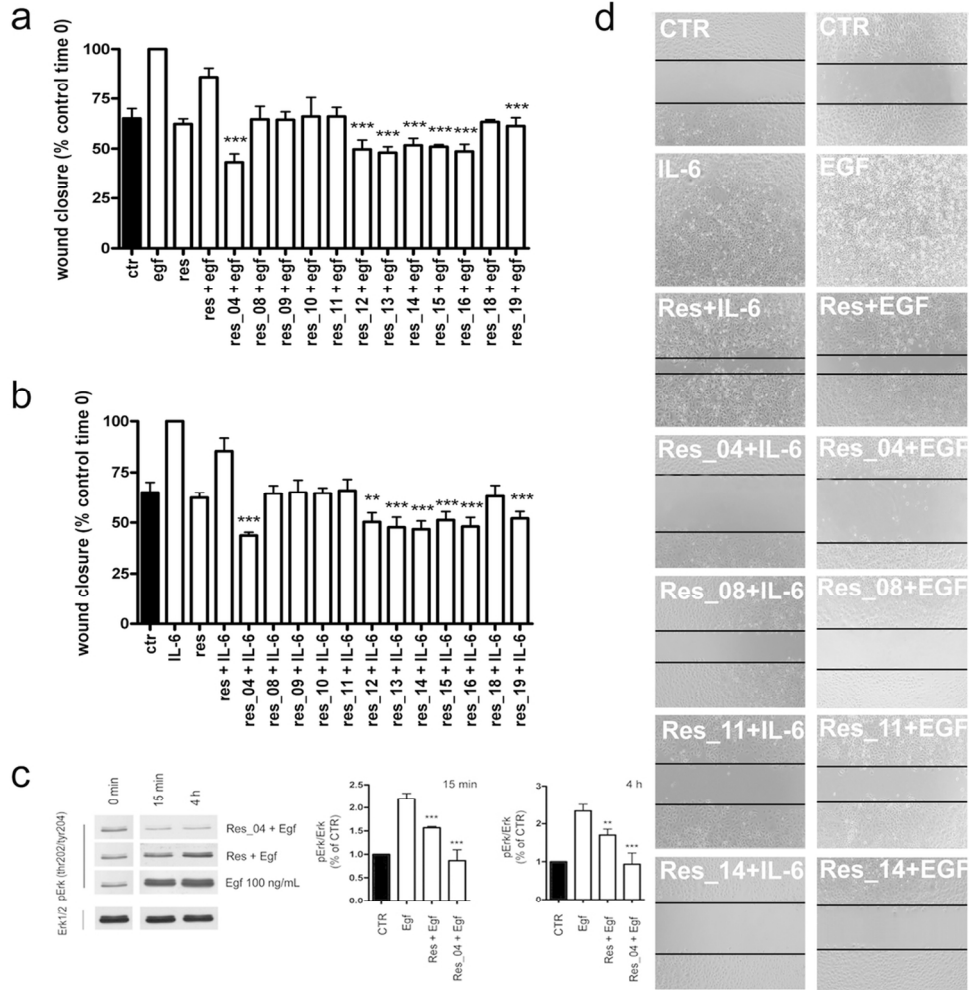 a
wound closure (% control time 0)
100
75
50
25
0
***
***
***
***
***
***
***
ctr
egf
res
res + egf
res_04 + egf
res_08 + egf
res_09 + egf
res_10 + egf
res_11 + egf
res_12 + egf
res_13 + egf
res_14 + egf
res_15 + egf
res_16 + egf
res_18 + egf
res_19 + egf
b
wound closure (% control time 0)
100
75
50
25
0
***
**
***
***
***
***
***
ctr
IL-6
res
res + IL-6
res_04 + IL-6
res_08 + IL-6
res_09 + IL-6
res_10 + IL-6
res_11 + IL-6
res_12 + IL-6
res_13 + IL-6
res_14 + IL-6
res_15 + IL-6
res_16 + IL-6
res_18 + IL-6
res_19 + IL-6
c
0 min
15 min
4 h
Erk1/2 pErk (thr202/tyr204)
Res_04 + Egf
Res + Egf
Egf 100 ng/mL
15 min
pErk/Erk
(% of CTR)
2.5
2.0
1.5
1.0
0.5
0.0
***
***
CTR
Egf
Res + Egf
Res_04 + Egf
4 h
pErk/Erk
(% of CTR)
3
2
1
0
**
***
CTR
Egf
Res + Egf
Res_04 + Egf
d
CTR
CTR
IL-6
EGF
Res+IL-6
Res+EGF
Res_04+IL-6
Res_04+EGF
Res_08+IL-6
Res_08+EGF
Res_11+IL-6
Res_11+EGF
Res_14+IL-6
Res_14+EGF